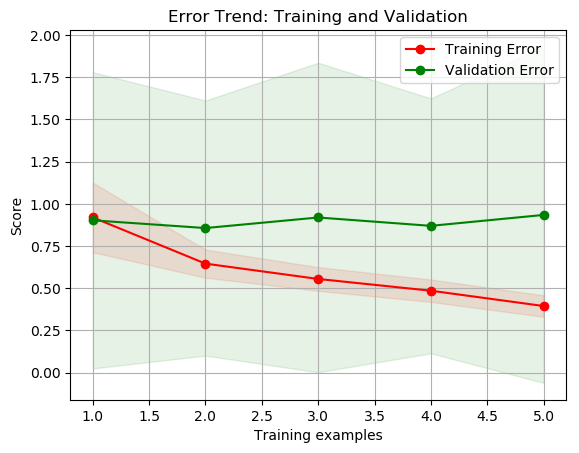 Error Trend: Training and Validation
Training Error
Validation Error
2.00
1.75
1.50
1.25
1.00
0.75
0.50
0.25
0.00
Score
1.0 1.5 2.0 2.5 3.0 3.5 4.0 4.5 5.0
Training examples